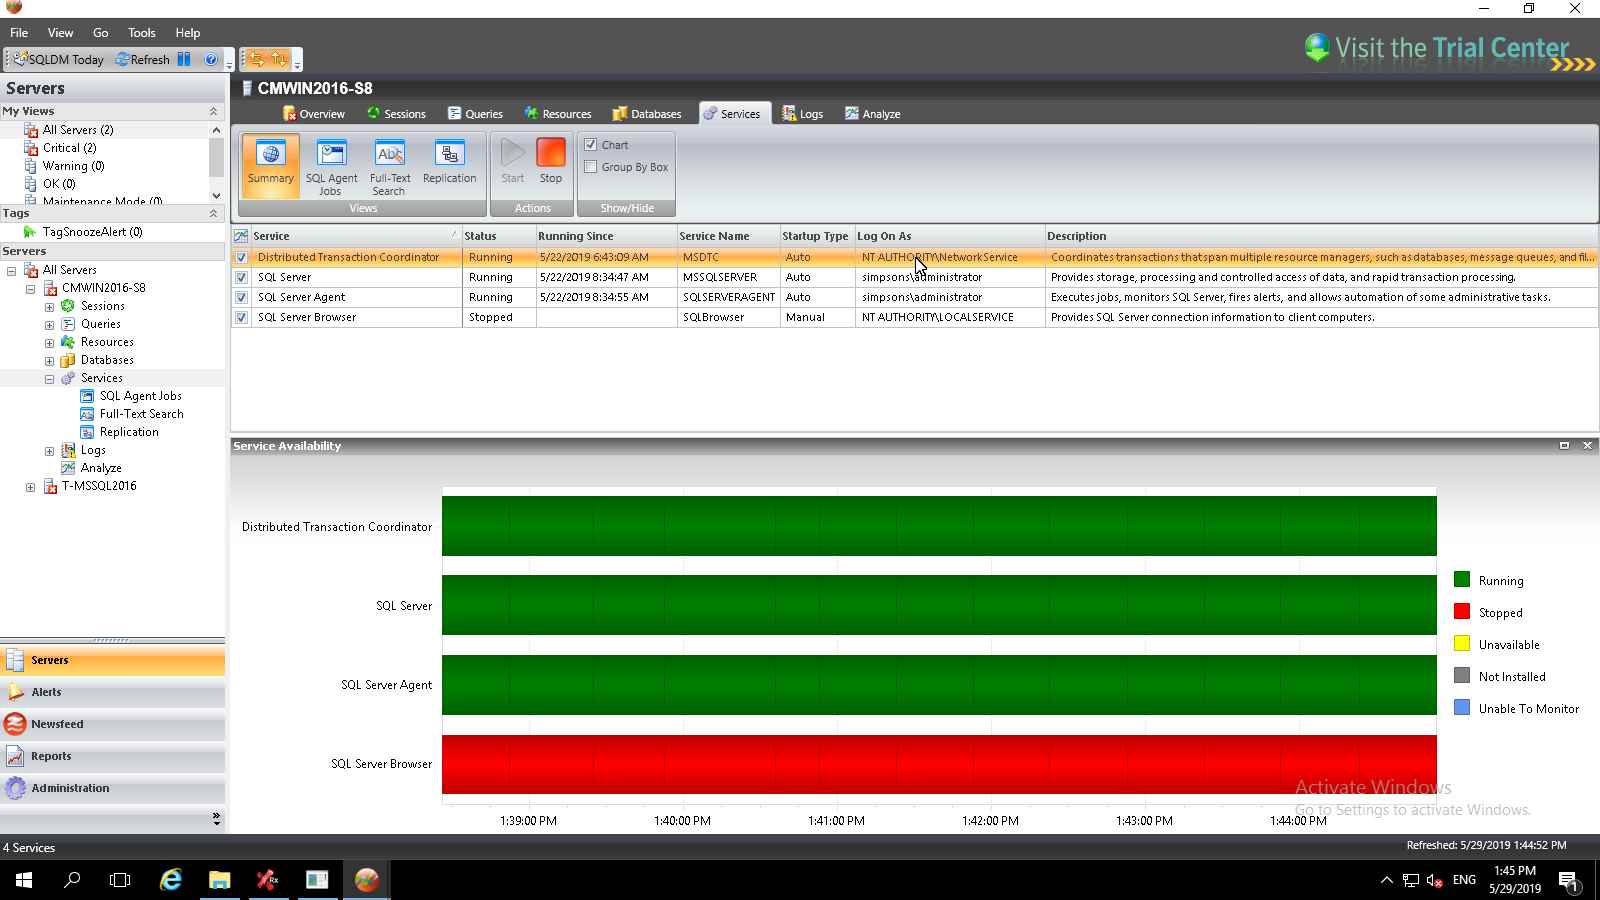 File View Go Tools Help
SQLDM Today Refresh
Visit the Trial Center
Servers
My Views
All Servers (2)
Critical (2)
Warning (0)
OK (0)
Maintenance Mode (0)
Tags
TagSnoozeAlert (0)
Servers
All Servers
CMWIN2016-S8
Sessions
Queries
Resources
Databases
Services
SQL Agent Jobs
Full-Text Search
Replication
Logs
Analyze
T-MSSQL2016
Servers
Alerts
Newsfeed
Reports
Administration
CMWIN2016-S8
Overview Sessions Queries Resources Databases Services Logs Analyze
Summary
SQL Agent Jobs
Full-Text Search
Replication
Views
Start
Stop
Actions
Chart
Group By Box
Show/Hide
Service Status Running Since Service Name Startup Type Log On As Description
Distributed Transaction Coordinator Running 5/22/2019 6:43:09 AM MSDTC Auto NT AUTHORITY\NetworkService Coordinates transactions that span multiple resource managers, such as databases, message queues, and fil...
SQL Server Running 5/22/2019 8:34:47 AM MSSQLSERVER Auto simpsons\administrator Provides storage, processing and controlled access of data, and rapid transaction processing.
SQL Server Agent Running 5/22/2019 8:34:55 AM SQLSERVERAGENT Auto simpsons\administrator Executes jobs, monitors SQL Server, fires alerts, and allows automation of some administrative tasks.
SQL Server Browser Stopped SQLBrowser Manual NT AUTHORITY\LOCALSERVICE Provides SQL Server connection information to client computers.
Service Availability
Distributed Transaction Coordinator
SQL Server
SQL Server Agent
SQL Server Browser
1:39:00 PM 1:40:00 PM 1:41:00 PM 1:42:00 PM 1:43:00 PM 1:44:00 PM
Running
Stopped
Unavailable
Not Installed
Unable To Monitor
Activate Windows
Go to Settings to activate Windows.
4 Services
Refreshed: 5/29/2019 1:44:52 PM
ENG
1:45 PM
5/29/2019
1